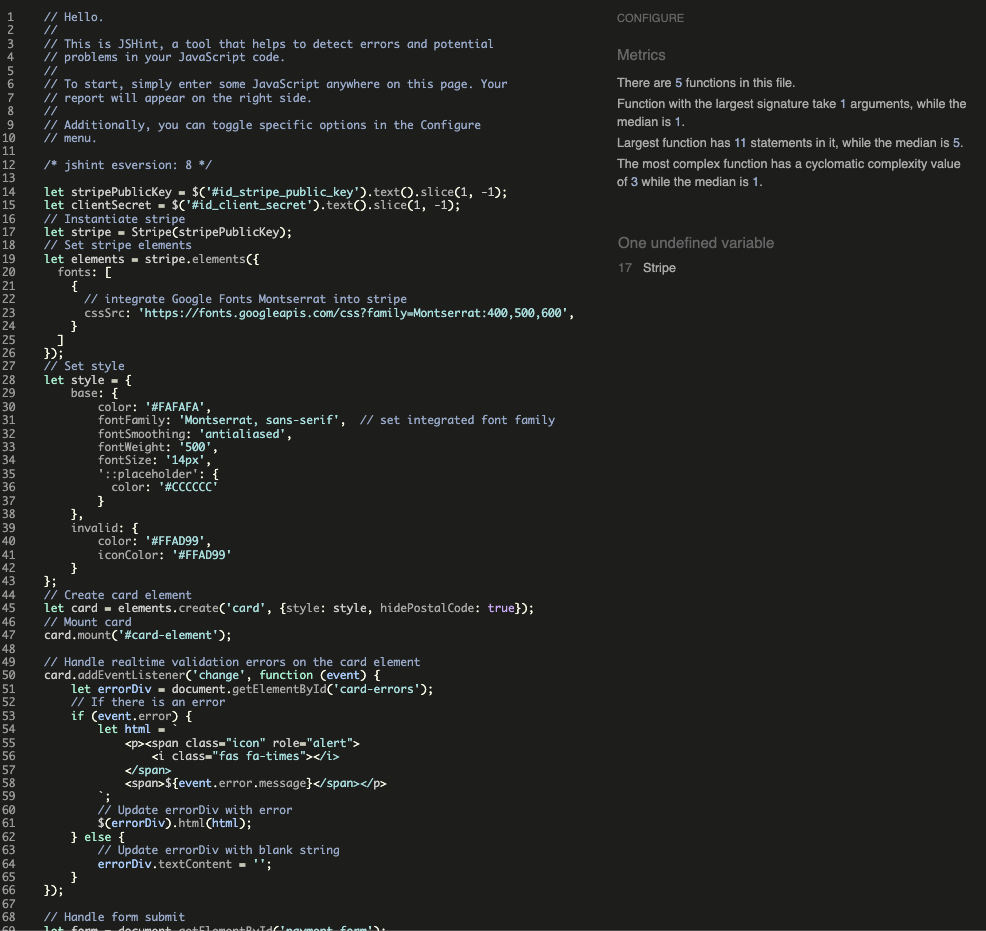 1 // Hello.
2 //
3 // This is JSHint, a tool that helps to detect errors and potential
4 // problems in your JavaScript code.
5 //
6 // To start, simply enter some JavaScript anywhere on this page. Your
7 // report will appear on the right side.
8 //
9 // Additionally, you can toggle specific options in the Configure
10 // menu.
11
12 /* jshint esversion: 8 */
13
14 let stripePublicKey = $('#id_stripe_public_key').text().slice(1, -1);
15 let clientSecret = $('#id_client_secret').text().slice(1, -1);
16 // Instantiate stripe
17 let stripe = Stripe(stripePublicKey);
18 // Set stripe elements
19 let elements = stripe.elements({
20 fonts: [
21 {
22 // integrate Google Fonts Montserrat into stripe
23 cssSrc: 'https://fonts.googleapis.com/css?family=Montserrat:400,500,600',
24 }
25 ]
26 });
27 // Set style
28 let style = {
29 base: {
30 color: '#FAFAFA',
31 fontFamily: 'Montserrat, sans-serif', // set integrated font family
32 fontSmoothing: 'antialiased',
33 fontWeight: '500',
34 fontSize: '14px',
35 '::placeholder': {
36 color: '#CCCCCC'
37 }
38 },
39 invalid: {
40 color: '#FFAD99',
41 iconColor: '#FFAD99'
42 }
43 };
44 // Create card element
45 let card = elements.create('card', {style: style, hidePostalCode: true});
46 // Mount card
47 card.mount('#card-element');
48
49 // Handle realtime validation errors on the card element
50 card.addEventListener('change', function (event) {
51 let errorDiv = document.getElementById('card-errors');
52 // If there is an error
53 if (event.error) {
54 let html = `
55 <p><span class="icon" role="alert">
56 <i class="fas fa-times"></i>
57 </span>
58 <span>${event.error.message}</span></p>
59 `;
60 // Update errorDiv with error
61 $(errorDiv).html(html);
62 } else {
63 // Update errorDiv with blank string
64 errorDiv.textContent = '';
65 }
66 });
67
68 // Handle form submit
69 let form = document.getElementById('payment-form');
CONFIGURE
Metrics
There are 5 functions in this file.
Function with the largest signature take 1 arguments, while the
median is 1.
Largest function has 11 statements in it, while the median is 5.
The most complex function has a cyclomatic complexity value
of 3 while the median is 1.
One undefined variable
17 Stripe